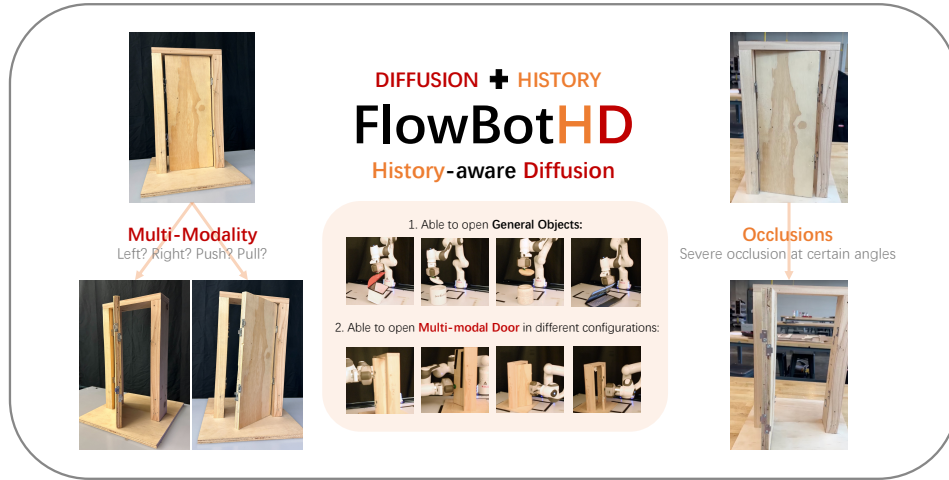 DIFFUSION + HISTORY
FlowBotHD
History-aware Diffusion
Multi-Modality
Left? Right? Push? Pull?
1. Able to open General Objects:
2. Able to open Multi-modal Door in different configurations:
Occlusions
Severe occlusion at certain angles